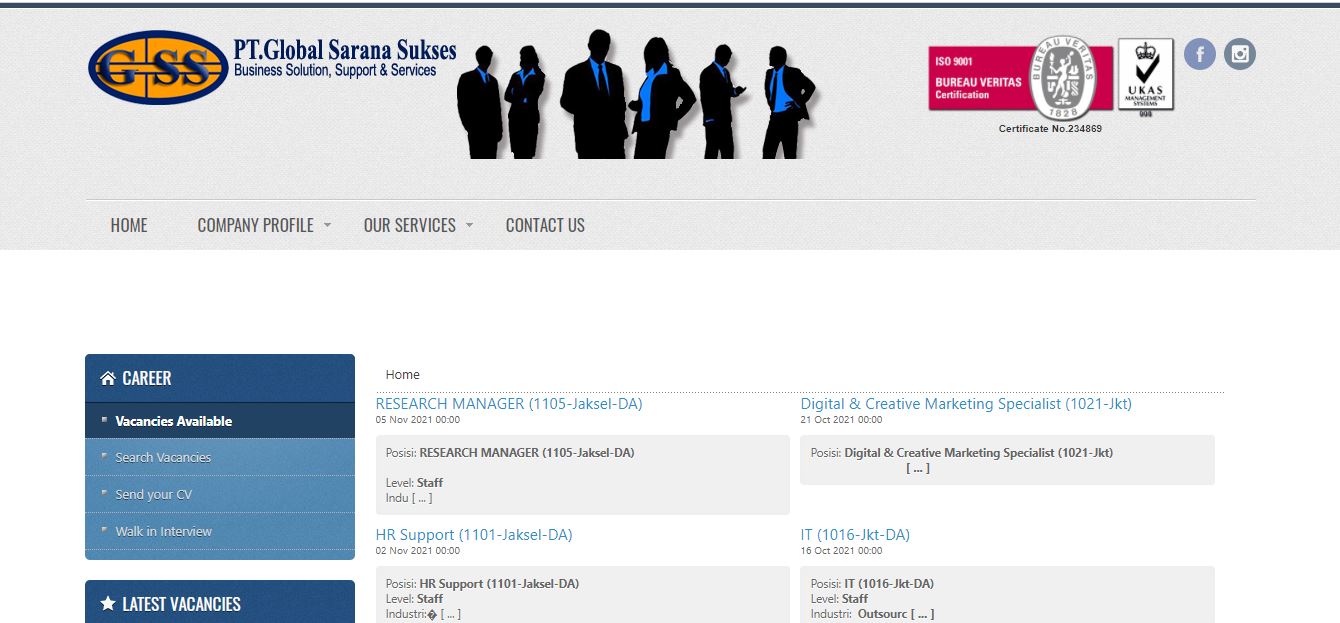 GSS
PT.Global Sarana Sukses
Business Solution, Support & Services
ISO 9001
BUREAU VERITAS
Certification
BUREAU VERITAS
1828
UKAS
MANAGEMENT
SYSTEMS
008
Certificate No.234869
HOME
COMPANY PROFILE
OUR SERVICES
CONTACT US
CAREER
Vacancies Available
Search Vacancies
Send your CV
Walk in Interview
LATEST VACANCIES
Home
RESEARCH MANAGER (1105-Jaksel-DA)
05 Nov 2021 00:00
Posisi: RESEARCH MANAGER (1105-Jaksel-DA)
Level: Staff
Indu [ ... ]
Digital & Creative Marketing Specialist (1021-Jkt)
21 Oct 2021 00:00
Posisi: Digital & Creative Marketing Specialist (1021-Jkt)
[ ... ]
HR Support (1101-Jaksel-DA)
02 Nov 2021 00:00
Posisi: HR Support (1101-Jaksel-DA)
Level: Staff
Industri:� [ ... ]
IT (1016-Jkt-DA)
16 Oct 2021 00:00
Posisi: IT (1016-Jkt-DA)
Level: Staff
Industri: Outsourc [ ... ]